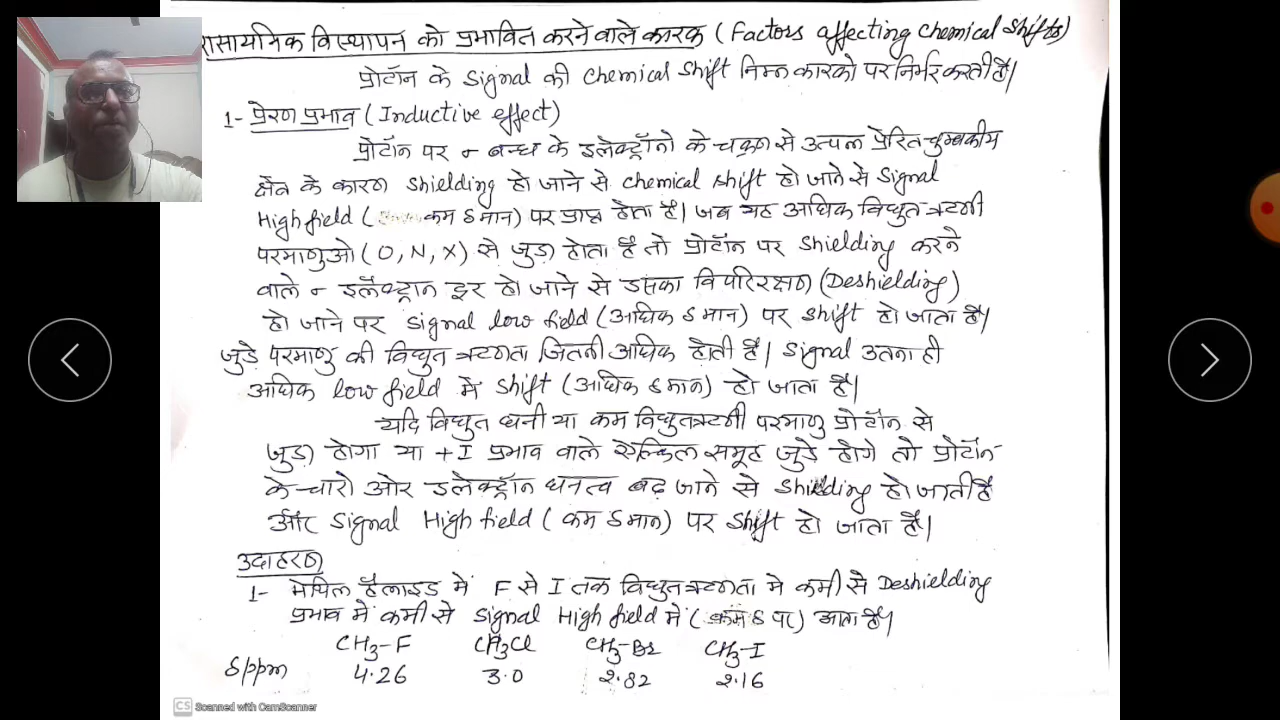 रासायनिक विस्थापन को प्रभावित करने वाले कारक (Factors affecting Chemical Shifts)
प्रोटॉन के Signal की Chemical Shift निम्न कारको पर निर्भर करती है।
1- प्रेरण प्रभाव (Inductive effect)
प्रोटॉन पर σ बन्ध के इलेक्ट्रॉनो के चक्रण से उत्पन्न प्रेरित चुम्बकीय
क्षेत्र के कारण Shielding हो जाने से Chemical Shift हो जाने से Signal
High field ( कम δ मान) पर प्राप्त होता है। जब यह अधिक विद्युतऋणी
परमाणुओ (O, N, X) से जुड़ा होता है तो प्रोटॉन पर Shielding करने
वाले σ इलेक्ट्रान दूर हो जाने से उसका विपरिरक्षण (Deshielding)
हो जाने पर Signal low field (अधिक δ मान) पर Shift हो जाता है।
जुड़े परमाणु की विद्युतऋणता जितनी अधिक होती है। Signal उतना ही
अधिक low field में Shift (अधिक δ मान) हो जाता है।
यदि विद्युत धनी या कम विद्युतऋणी परमाणु प्रोटॉन से
जुड़ा होगा या +I प्रभाव वाले एल्किल समूह जुड़े होगे तो प्रोटॉन
के चारो ओर इलेक्ट्रॉन घनत्व बढ़ जाने से Shielding हो जाती है
और Signal High field (कम δ मान) पर Shift हो जाता है।
उदाहरण
1- मेथिल हैलाइड में F से I तक विद्युतऋणता मे कमी से Deshielding
प्रभाव में कमी से Signal High field में (कम δ पर) आता है।
CH₃-F CH₃Cl CH₃-Br CH₃-I
δ/ppm 4.26 3.0 2.82 2.16
CS Scanned with CamScanner